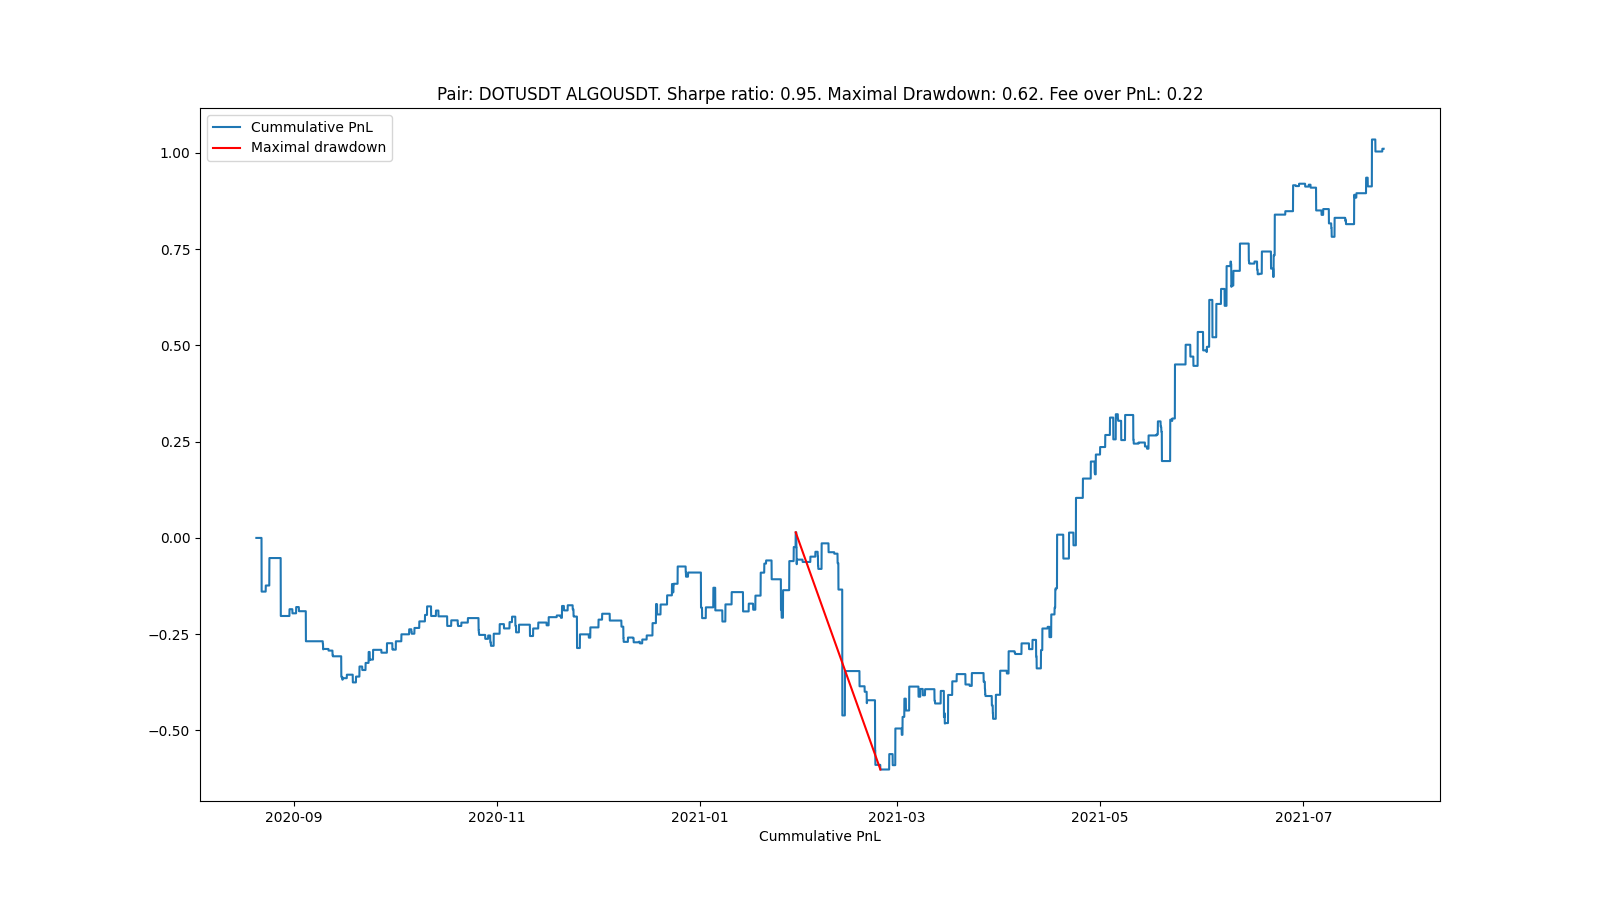 Pair: DOTUSDT ALGOUSDT. Sharpe ratio: 0.95. Maximal Drawdown: 0.62. Fee over PnL: 0.22
Cummulative PnL
Maximal drawdown
1.00
0.75
0.50
0.25
0.00
−0.25
−0.50
2020-09 2020-11 2021-01 2021-03 2021-05 2021-07
Cummulative PnL